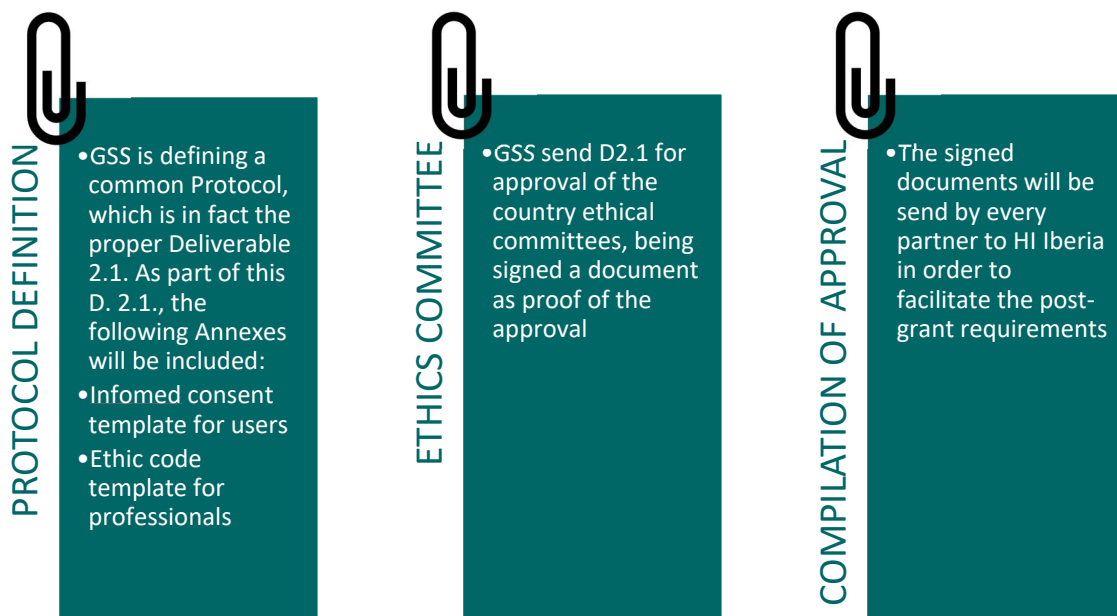 PROTOCOL DEFINITION
•GSS is defining a
common Protocol,
which is in fact the
proper Deliverable
2.1. As part of this
D. 2.1., the
following Annexes
will be included:
•Infomed consent
template for users
•Ethic code
template for
professionals
ETHICS COMMITTEE
•GSS send D2.1 for
approval of the
country ethical
committees, being
signed a document
as proof of the
approval
COMPILATION OF APPROVAL
•The signed
documents will be
send by every
partner to HI Iberia
in order to
facilitate the post-
grant requirements